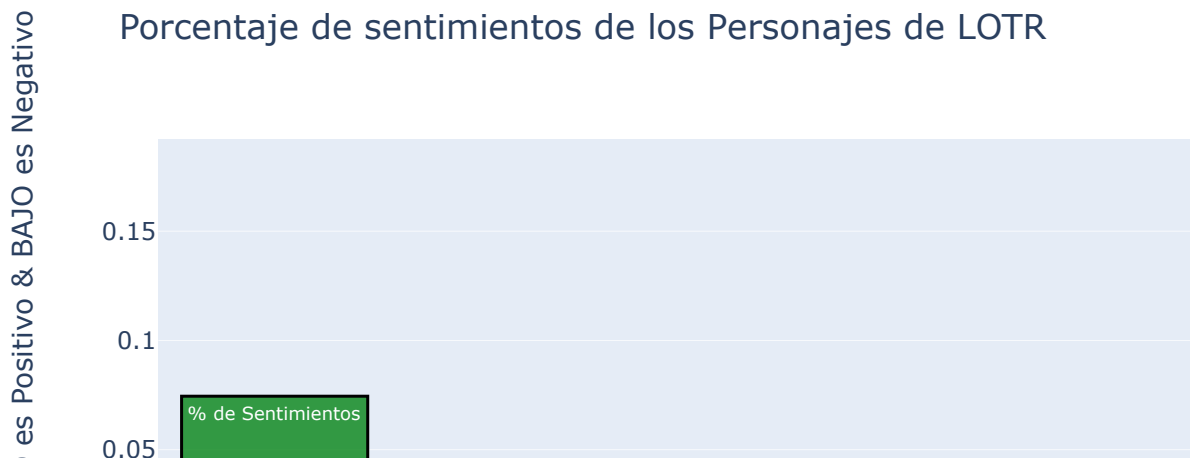 Porcentaje de sentimientos de los Personajes de LOTR
es Positivo & BAJO es Negativo
0.15
0.1
% de Sentimientos
0.05